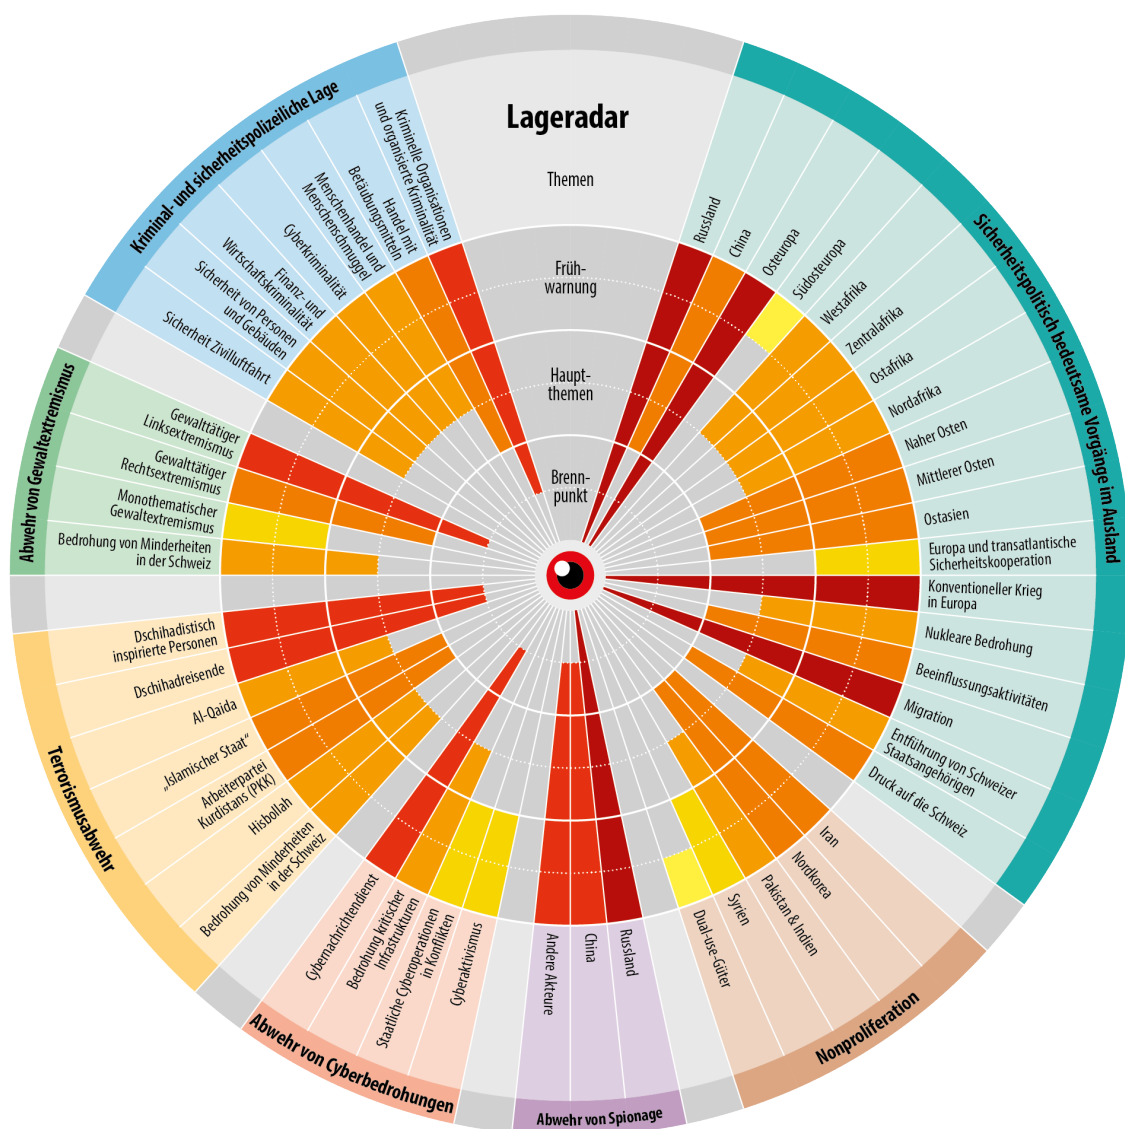 Lageradar
Themen
Früh-
warnung
Haupt-
themen
Brenn-
punkt
Sicherheitspolitisch bedeutsame Vorgänge im Ausland
Russland
China
Osteuropa
Südosteuropa
Westafrika
Zentralafrika
Ostafrika
Nordafrika
Naher Osten
Mittlerer Osten
Ostasien
Europa und transatlantische
Sicherheitskooperation
Konventioneller Krieg
in Europa
Nukleare Bedrohung
Beeinflussungsaktivitäten
Migration
Entführung von Schweizer
Staatsangehörigen
Druck auf die Schweiz
Nonproliferation
Iran
Nordkorea
Pakistan & Indien
Syrien
Dual-use-Güter
Abwehr von Spionage
Russland
China
Andere Akteure
Abwehr von Cyberbedrohungen
Cyberaktivismus
Staatliche Cyberoperationen
in Konflikten
Bedrohung kritischer
Infrastrukturen
Cybernachrichtendienst
Terrorismusabwehr
Bedrohung von Minderheiten
in der Schweiz
Hisbollah
Arbeiterpartei
Kurdistans (PKK)
„Islamischer Staat“
Al-Qaida
Dschihadreisende
Dschihadistisch
inspirierte Personen
Abwehr von Gewaltextremismus
Bedrohung von Minderheiten
in der Schweiz
Monothematischer
Gewaltextremismus
Gewalttätiger
Rechtsextremismus
Gewalttätiger
Linksextremismus
Kriminal- und sicherheitspolizeiliche Lage
Sicherheit Zivilluftfahrt
Sicherheit von Personen
und Gebäuden
Finanz- und
Wirtschaftskriminalität
Cyberkriminalität
Menschenhandel und
Menschenschmuggel
Handel mit
Betäubungsmitteln
Kriminelle Organisationen
und organisierte Kriminalität